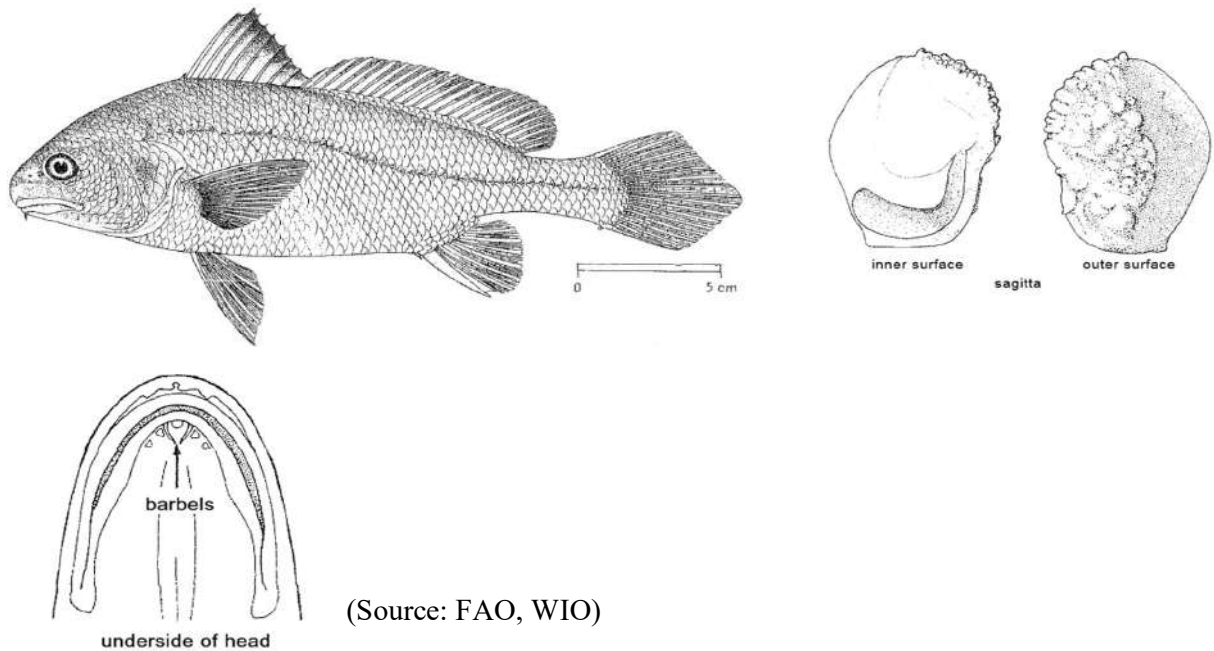 0 5 cm
inner surface outer surface
sagitta
barbels
(Source: FAO, WIO)
underside of head